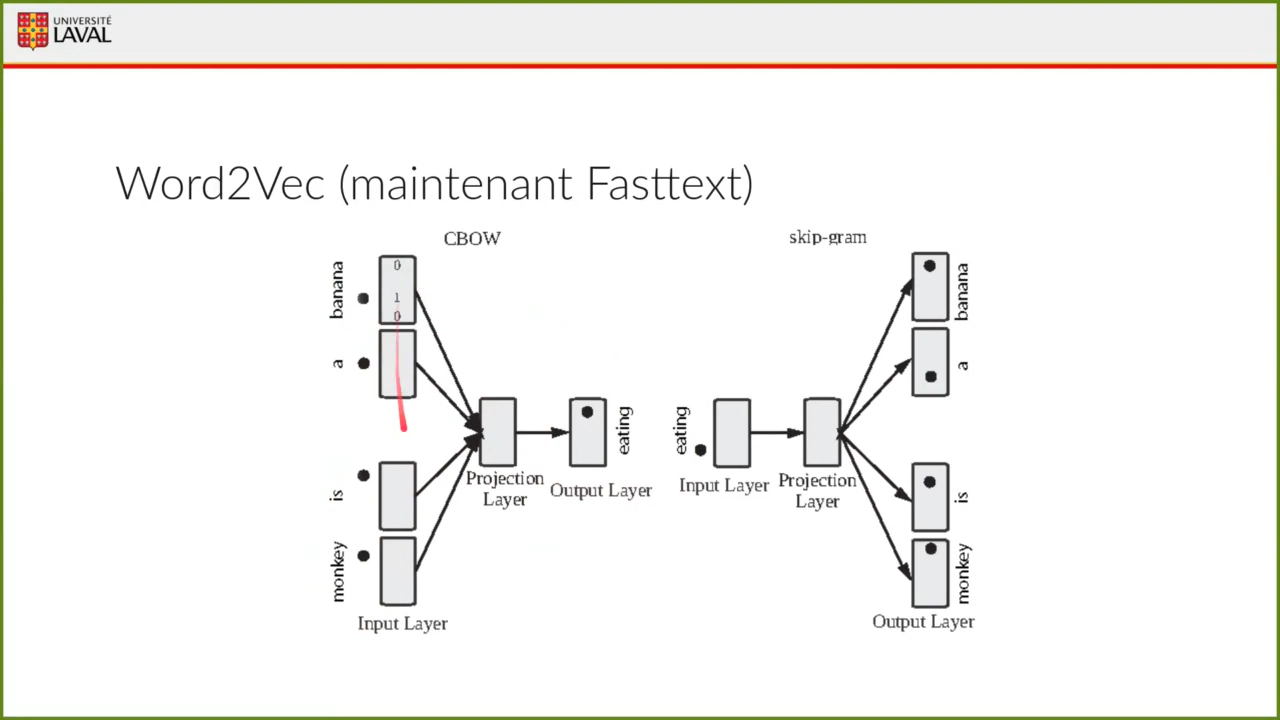 UNIVERSITÉ
LAVAL
Word2Vec (maintenant Fasttext)
CBOW
banana
0
1
0
a
is
monkey
Input Layer
Projection
Layer
eating
Output Layer
skip-gram
eating
Input Layer
Projection
Layer
banana
a
is
monkey
Output Layer